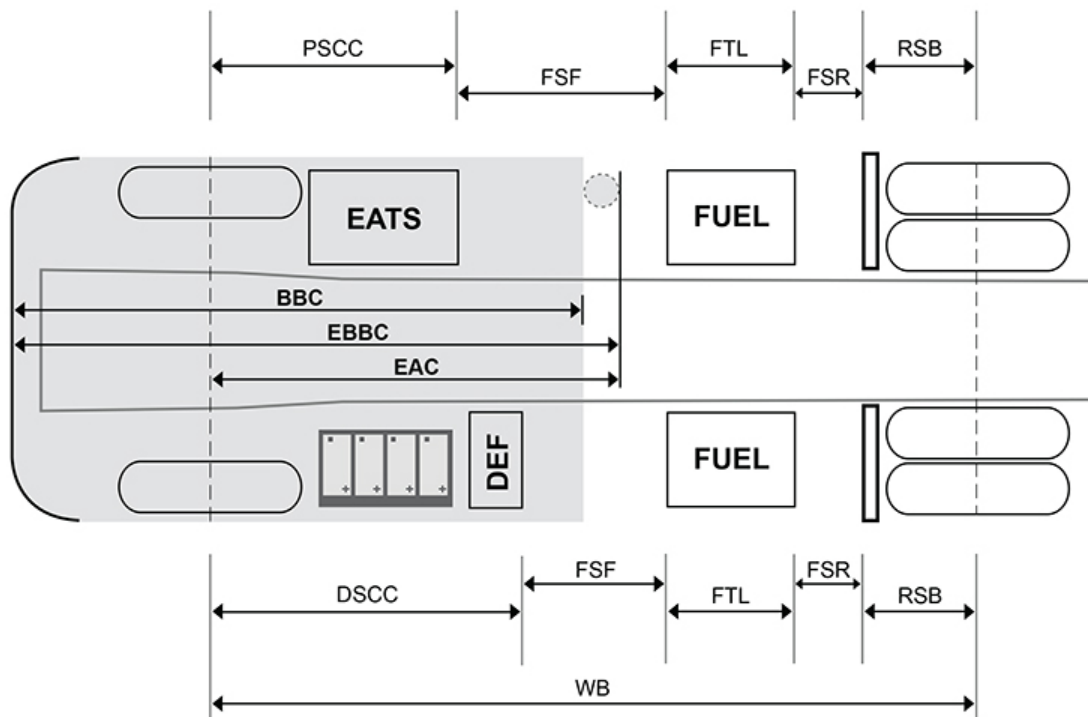 PSCC
FTL
RSB
FSF
FSR
EATS
FUEL
BBC
EBBC
EAC
DEF
FUEL
FSF
FSR
DSCC
FTL
RSB
WB